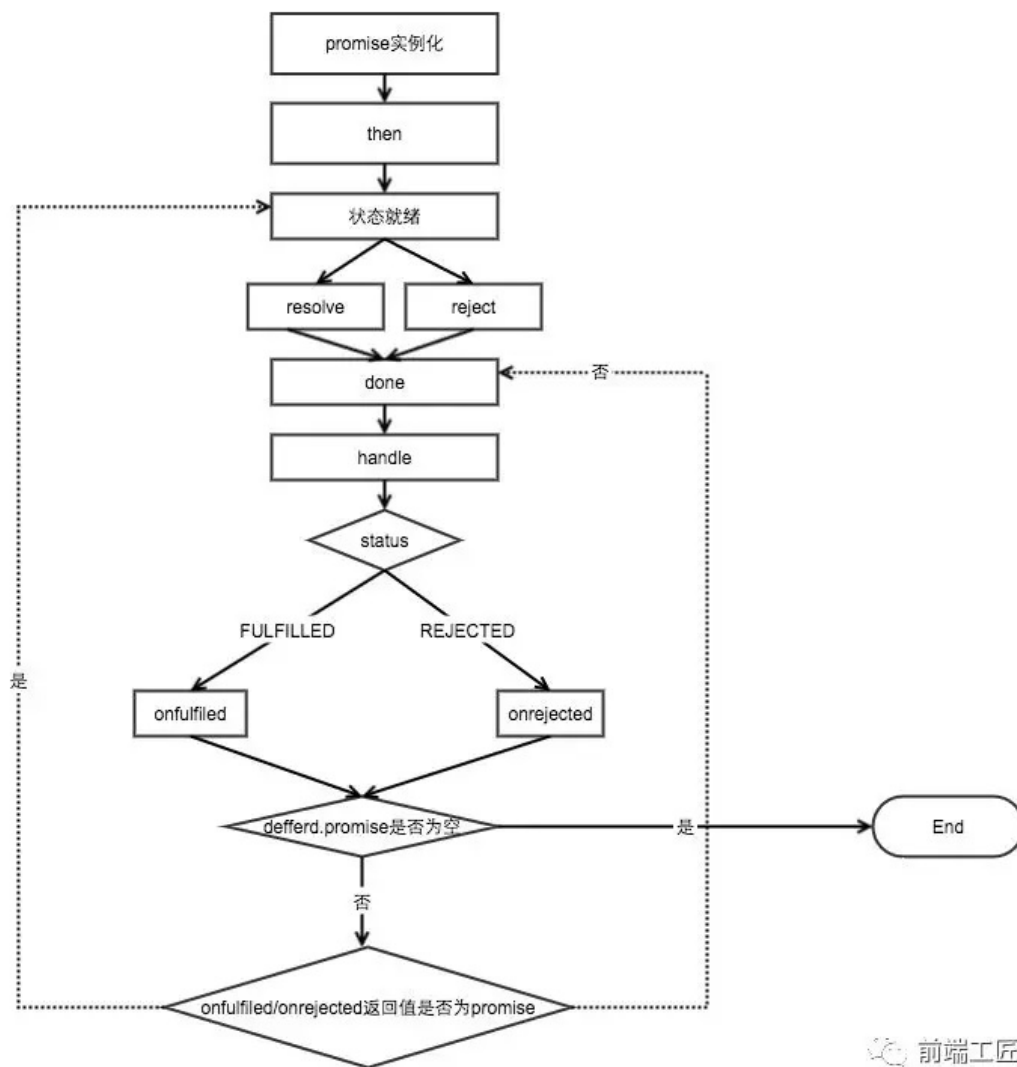 promise实例化
then
状态就绪
resolve
reject
否
done
handle
status
FULFILLED
REJECTED
是
onfulfiled
onrejected
defferd.promise是否为空
是
End
否
onfulfiled/onrejected返回值是否为promise
前端工匠